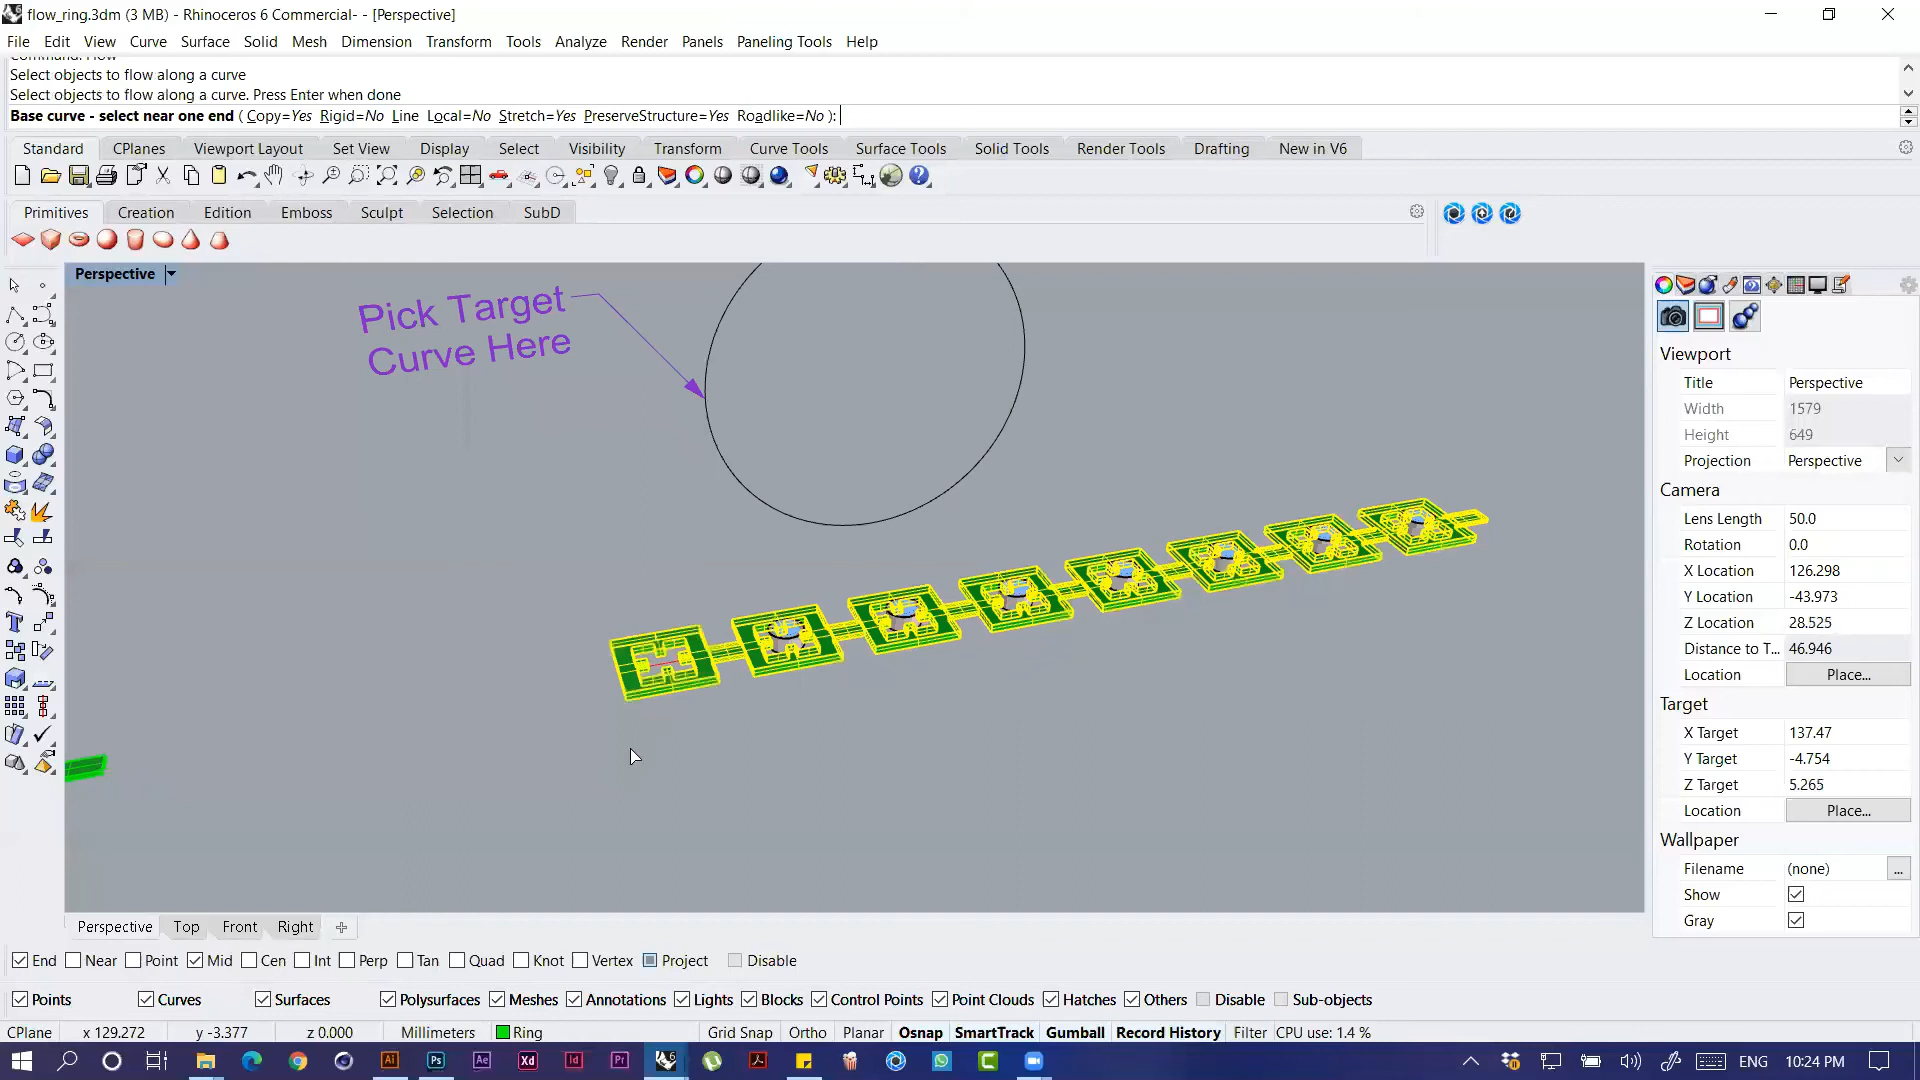 flow_ring.3dm (3 MB) - Rhinoceros 6 Commercial- - [Perspective]
File Edit View Curve Surface Solid Mesh Dimension Transform Tools Analyze Render Panels Paneling Tools Help
Command: Flow
Select objects to flow along a curve
Select objects to flow along a curve. Press Enter when done
Base curve - select near one end ( Copy=Yes Rigid=No Line Local=No Stretch=Yes PreserveStructure=Yes Roadlike=No ):
Standard CPlanes Viewport Layout Set View Display Select Visibility Transform Curve Tools Surface Tools Solid Tools Render Tools Drafting New in V6
Primitives Creation Edition Emboss Sculpt Selection SubD
Perspective
Pick Target
Curve Here
Viewport
Title Perspective
Width 1579
Height 649
Projection Perspective
Camera
Lens Length 50.0
Rotation 0.0
X Location 126.298
Y Location -43.973
Z Location 28.525
Distance to T... 46.946
Location Place...
Target
X Target 137.47
Y Target -4.754
Z Target 5.265
Location Place...
Wallpaper
Filename (none) ...
Show
Gray
Perspective Top Front Right
End Near Point Mid Cen Int Perp Tan Quad Knot Vertex Project Disable
Points Curves Surfaces Polysurfaces Meshes Annotations Lights Blocks Control Points Point Clouds Hatches Others Disable Sub-objects
CPlane x 129.272 y -3.377 z 0.000 Millimeters Ring Grid Snap Ortho Planar Osnap SmartTrack Gumball Record History Filter CPU use: 1.4 %
Ai Ps Ae Xd Id Pr 6 C ENG 10:24 PM